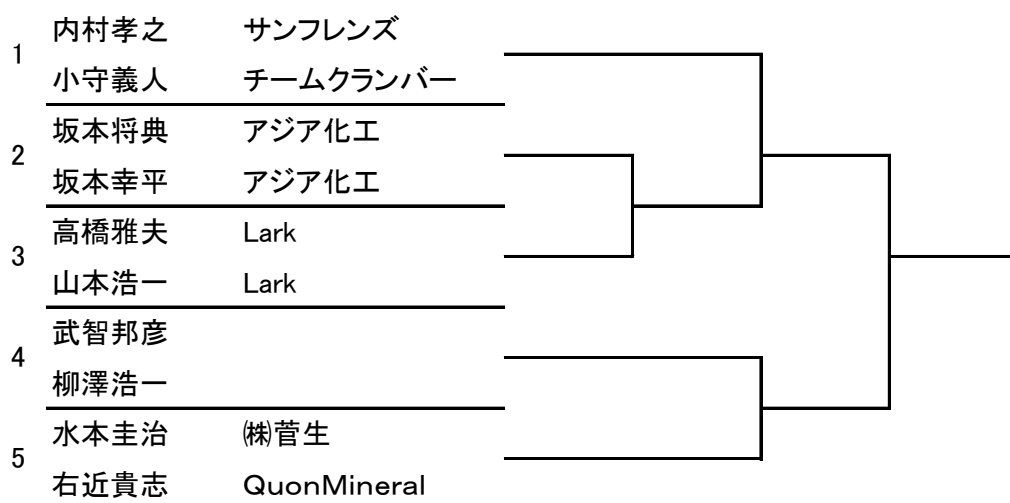 1
内村孝之 サンフレンズ
小守義人 チームクランバー
2
坂本将典 アジア化工
坂本幸平 アジア化工
3
高橋雅夫 Lark
山本浩一 Lark
4
武智邦彦
柳澤浩一
5
水本圭治 ㈱菅生
右近貴志 QuonMineral